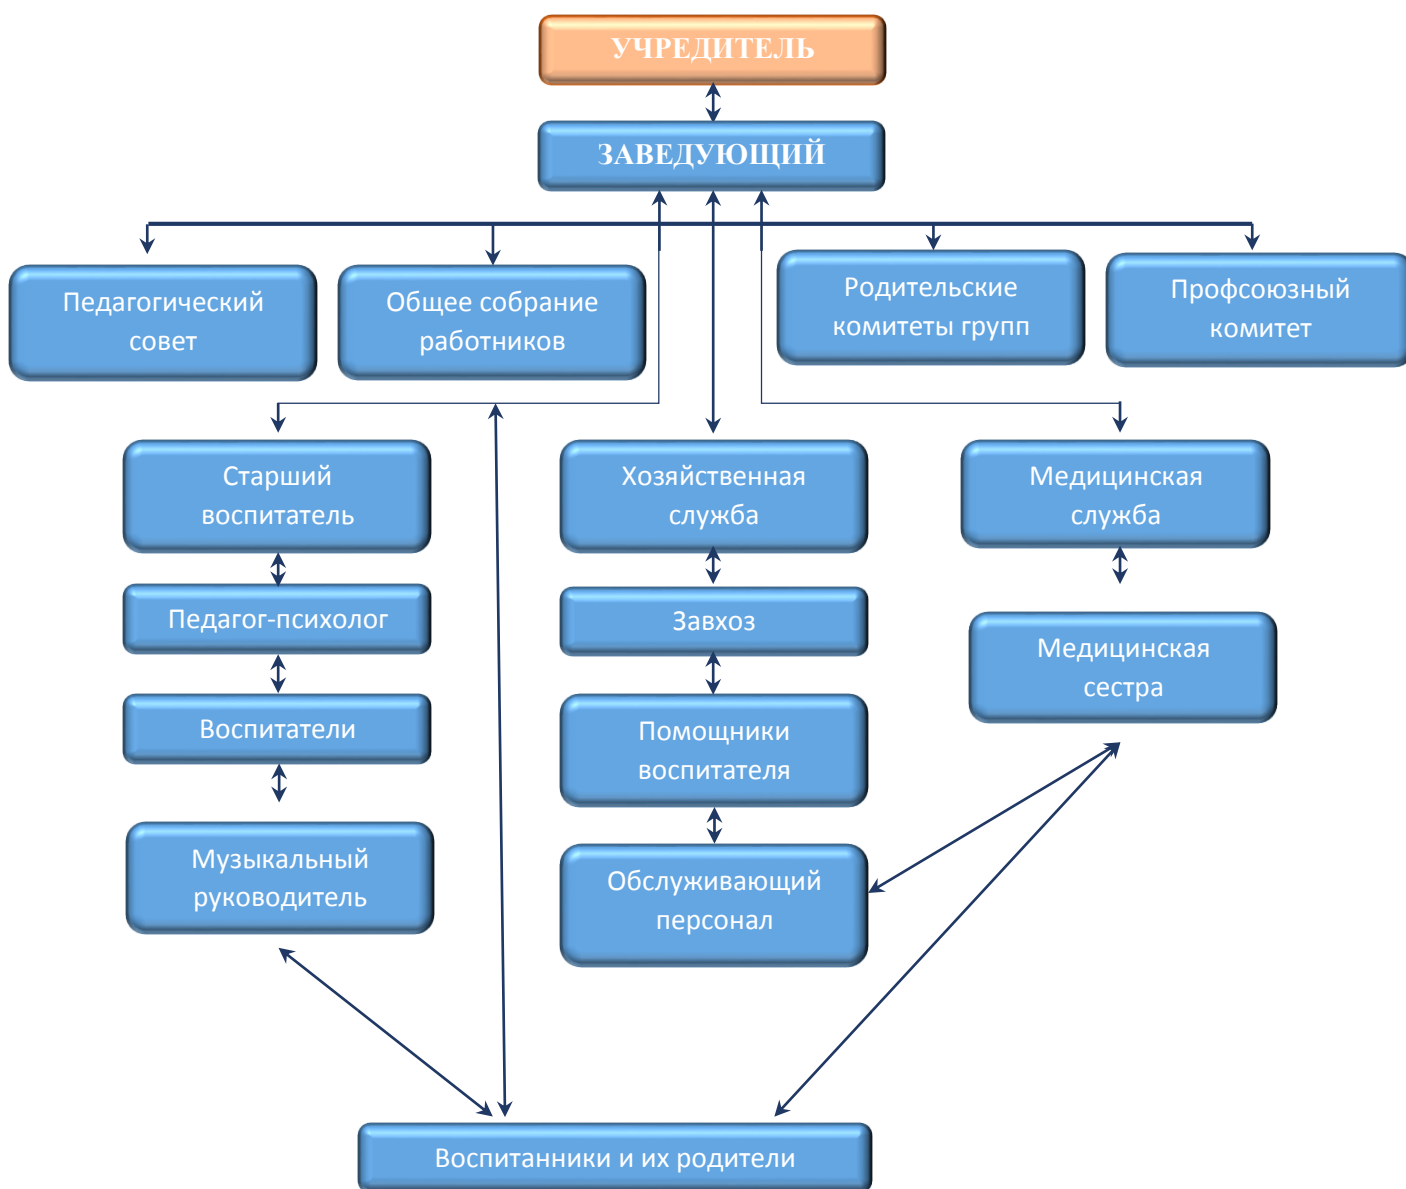 УЧРЕДИТЕЛЬ
ЗАВЕДУЮЩИЙ
Педагогический
совет
Общее собрание
работников
Родительские
комитеты групп
Профсоюзный
комитет
Старший
воспитатель
Хозяйственная
служба
Медицинская
служба
Педагог-психолог
Завхоз
Медицинская
сестра
Воспитатели
Помощники
воспитателя
Музыкальный
руководитель
Обслуживающий
персонал
Воспитанники и их родители